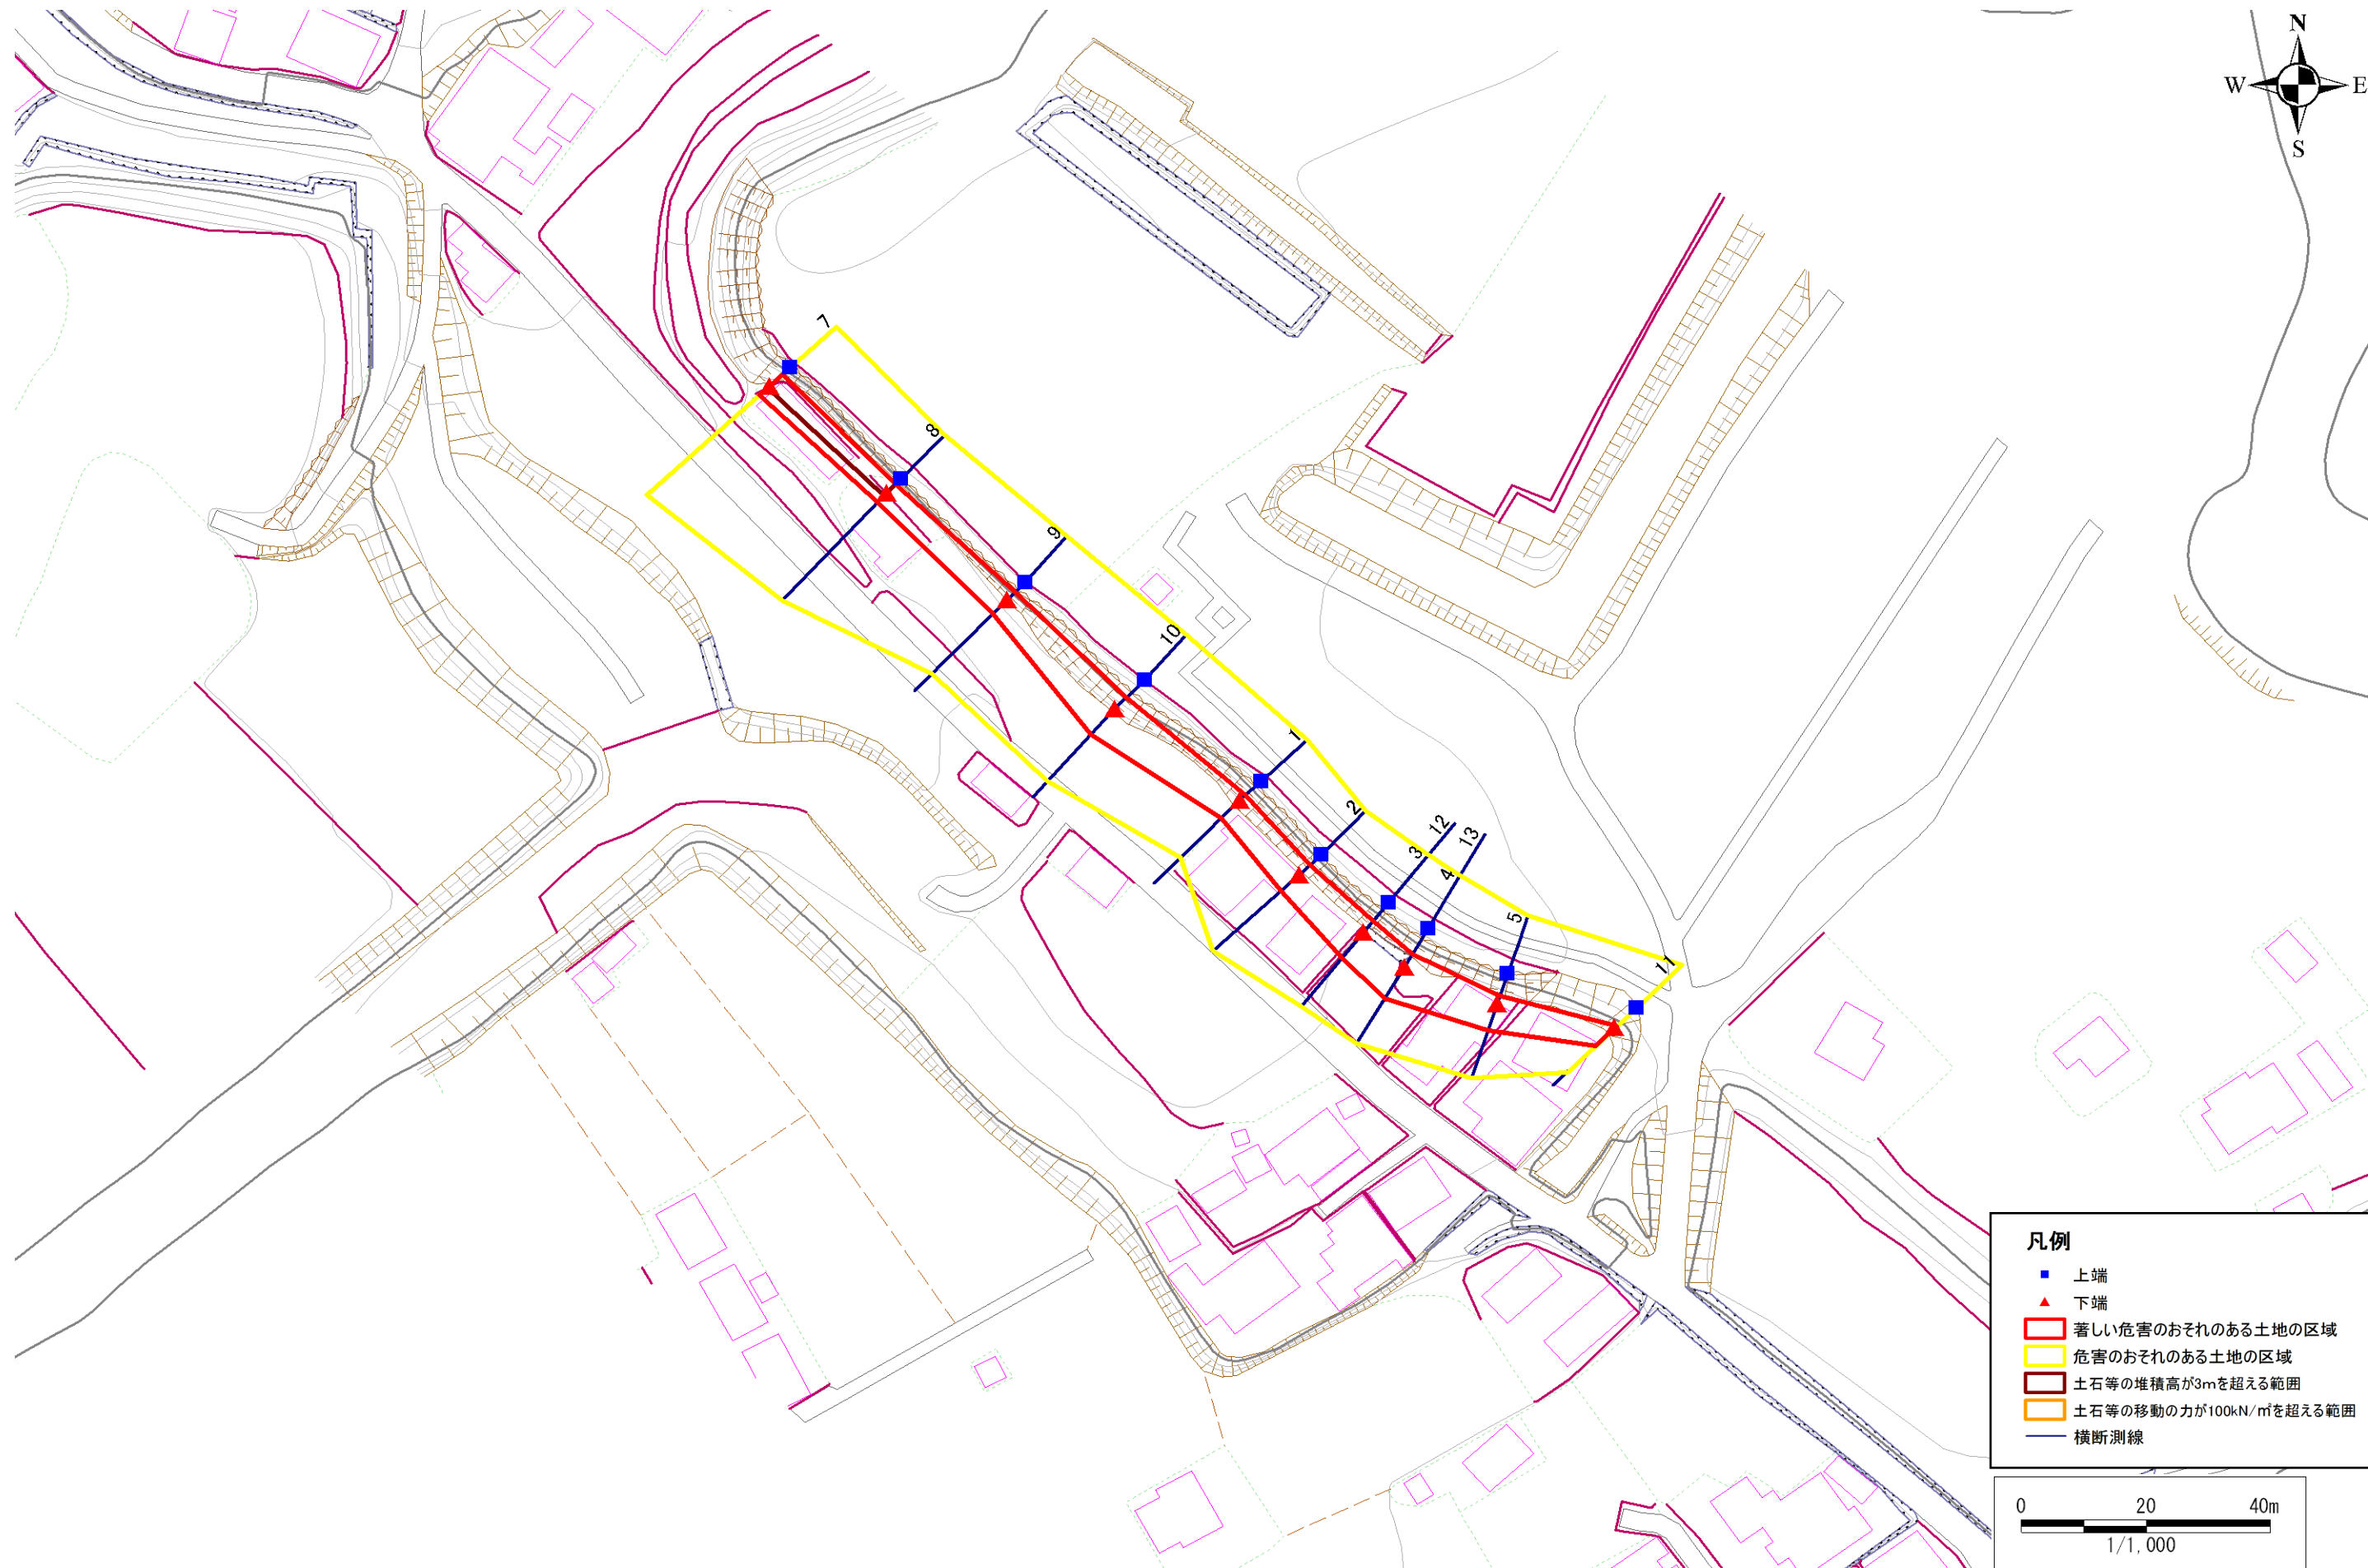 N
W E
S
7
8
9
10
1
2
12
13
3
4
5
11
凡例
上端
下端
著しい危害のおそれのある土地の区域
危害のおそれのある土地の区域
土石等の堆積高が3mを超える範囲
土石等の移動の力が100kN/㎡を超える範囲
横断測線
0 20 40m
1/1,000